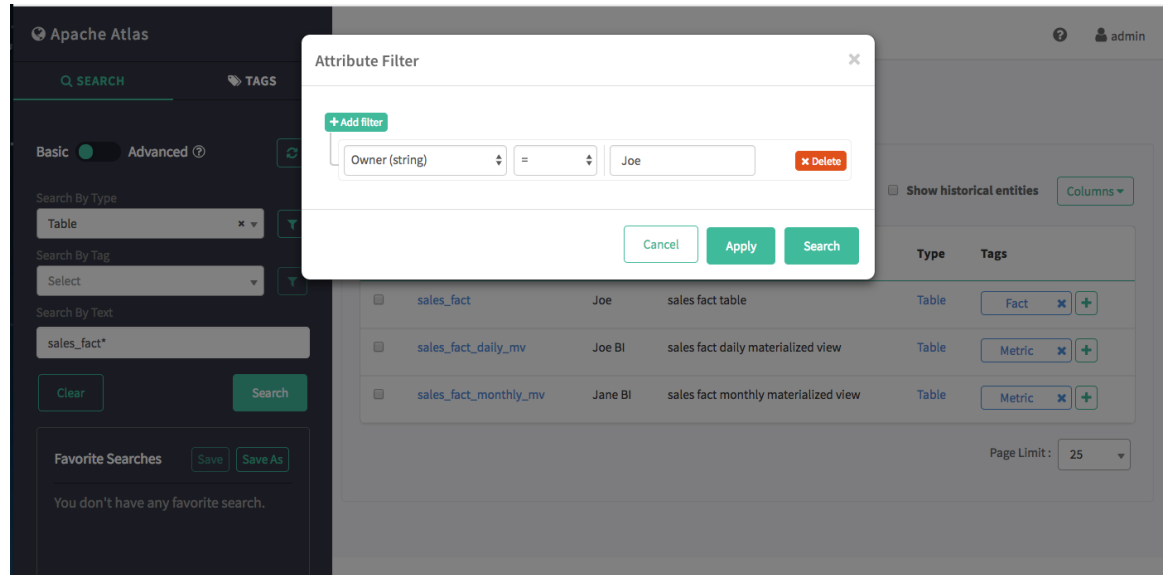 Apache Atlas
admin
SEARCH
TAGS
Attribute Filter
×
+ Add filter
Owner (string)
=
Joe
× Delete
Cancel
Apply
Search
Basic
Advanced
Search By Type
Table
Search By Tag
Select
Search By Text
sales_fact*
Clear
Search
Favorite Searches
Save
Save As
You don't have any favorite search.
Show historical entities
Columns
Type
Tags
sales_fact
Joe
sales fact table
Table
Fact
sales_fact_daily_mv
Joe BI
sales fact daily materialized view
Table
Metric
sales_fact_monthly_mv
Jane BI
sales fact monthly materialized view
Table
Metric
Page Limit :
25